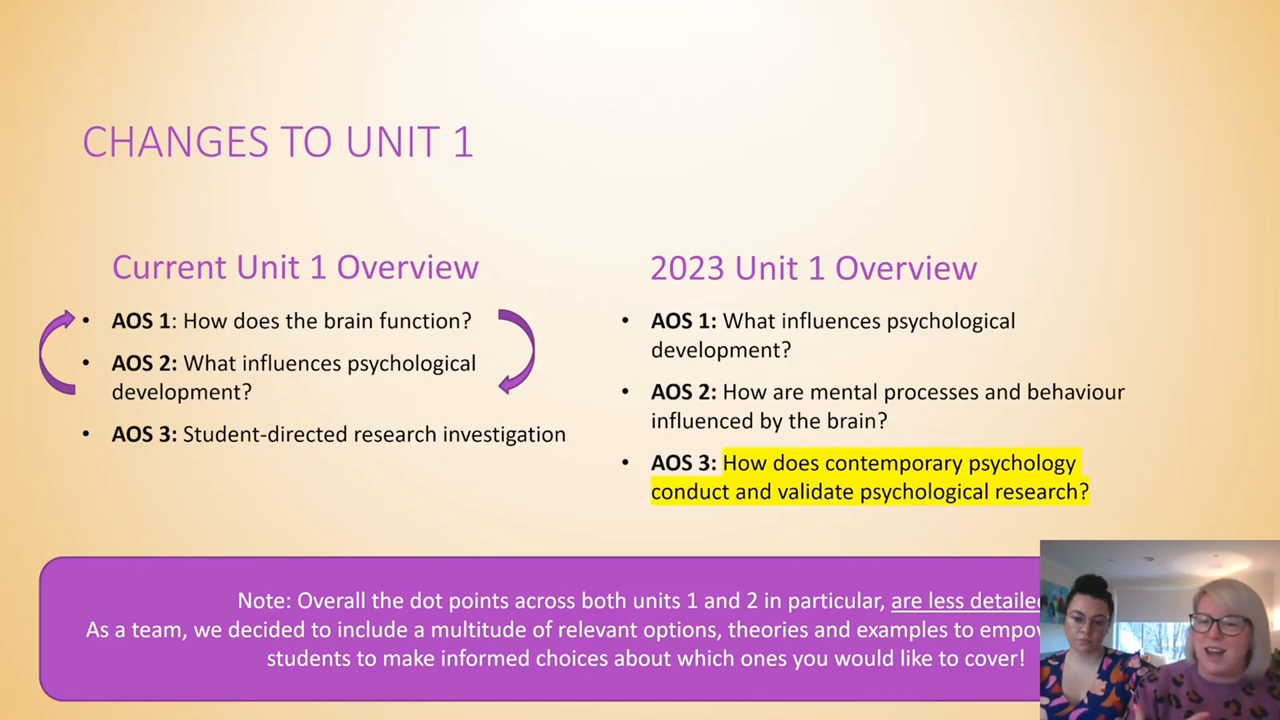 CHANGES TO UNIT 1
Current Unit 1 Overview
• AOS 1: How does the brain function?
• AOS 2: What influences psychological
development?
• AOS 3: Student-directed research investigation
2023 Unit 1 Overview
• AOS 1: What influences psychological
development?
• AOS 2: How are mental processes and behaviour
influenced by the brain?
• AOS 3: How does contemporary psychology
conduct and validate psychological research?
Note: Overall the dot points across both units 1 and 2 in particular, are less
As a team, we decided to include a multitude of relevant options, theories and examples to
students to make informed choices about which ones you would like to cover!